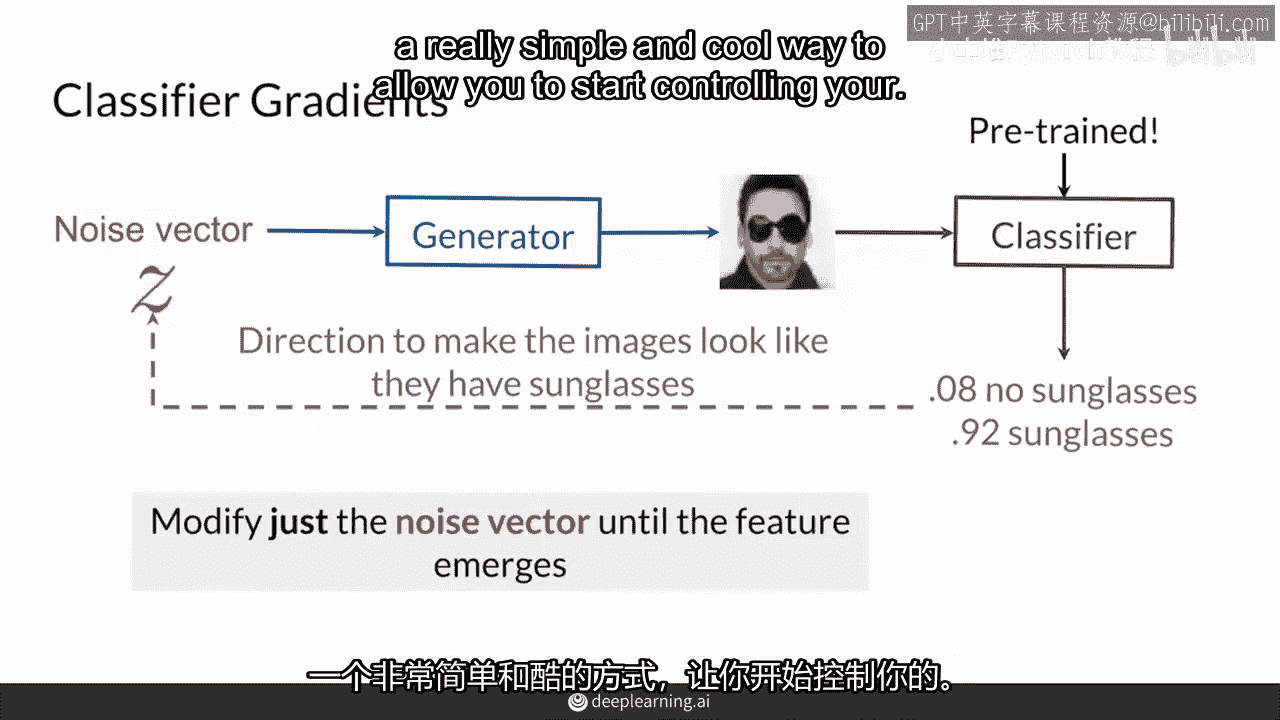 GPT中英字幕课程资源@bilibili.com
a really simple and cool way to
allow you to start controlling your.
Classifier Gradients
Pre-trained!
Noise vector
z
Generator
Classifier
Direction to make the images look like
they have sunglasses
.08 no sunglasses
.92 sunglasses
Modify just the noise vector until the feature
emerges
一个非常简单和酷的方式，让你开始控制你的。
deeplearning.ai